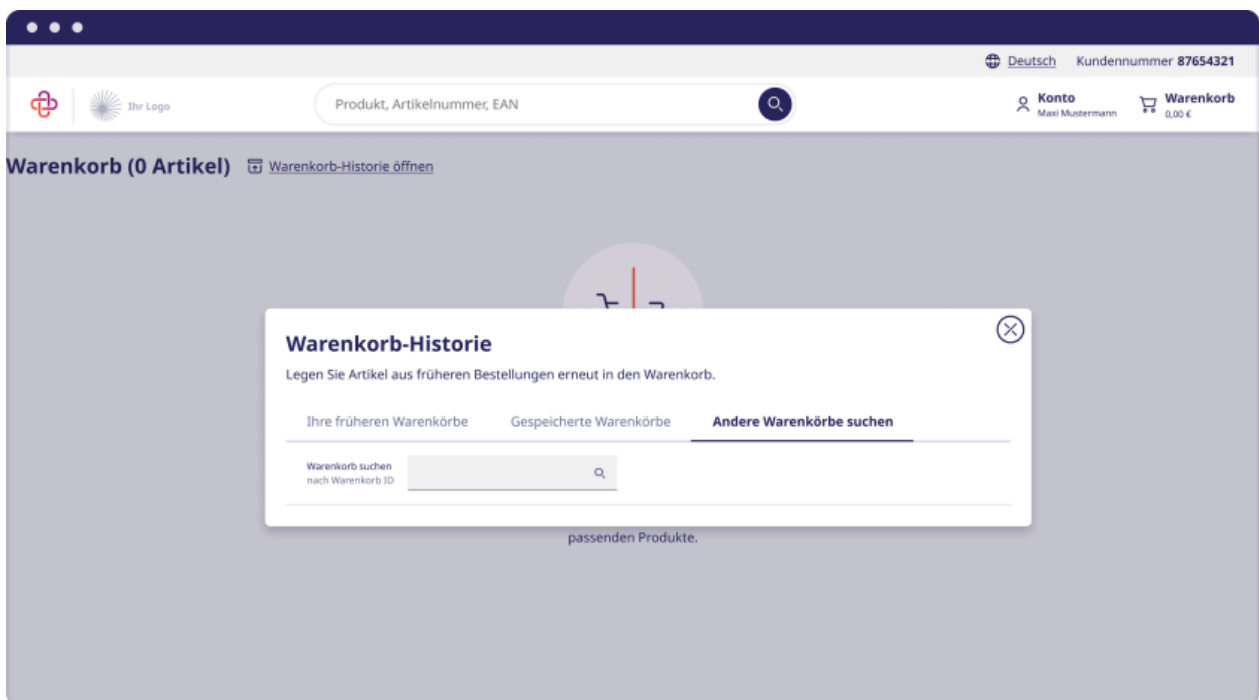 Deutsch Kundennummer 87654321
Ihr Logo
Produkt, Artikelnummer, EAN
Konto
Maxi Mustermann
Warenkorb
0,00 €
Warenkorb (0 Artikel) Warenkorb-Historie öffnen
Warenkorb-Historie
Legen Sie Artikel aus früheren Bestellungen erneut in den Warenkorb.
Ihre früheren Warenkörbe Gespeicherte Warenkörbe Andere Warenkörbe suchen
Warenkorb suchen
nach Warenkorb ID
passenden Produkte.